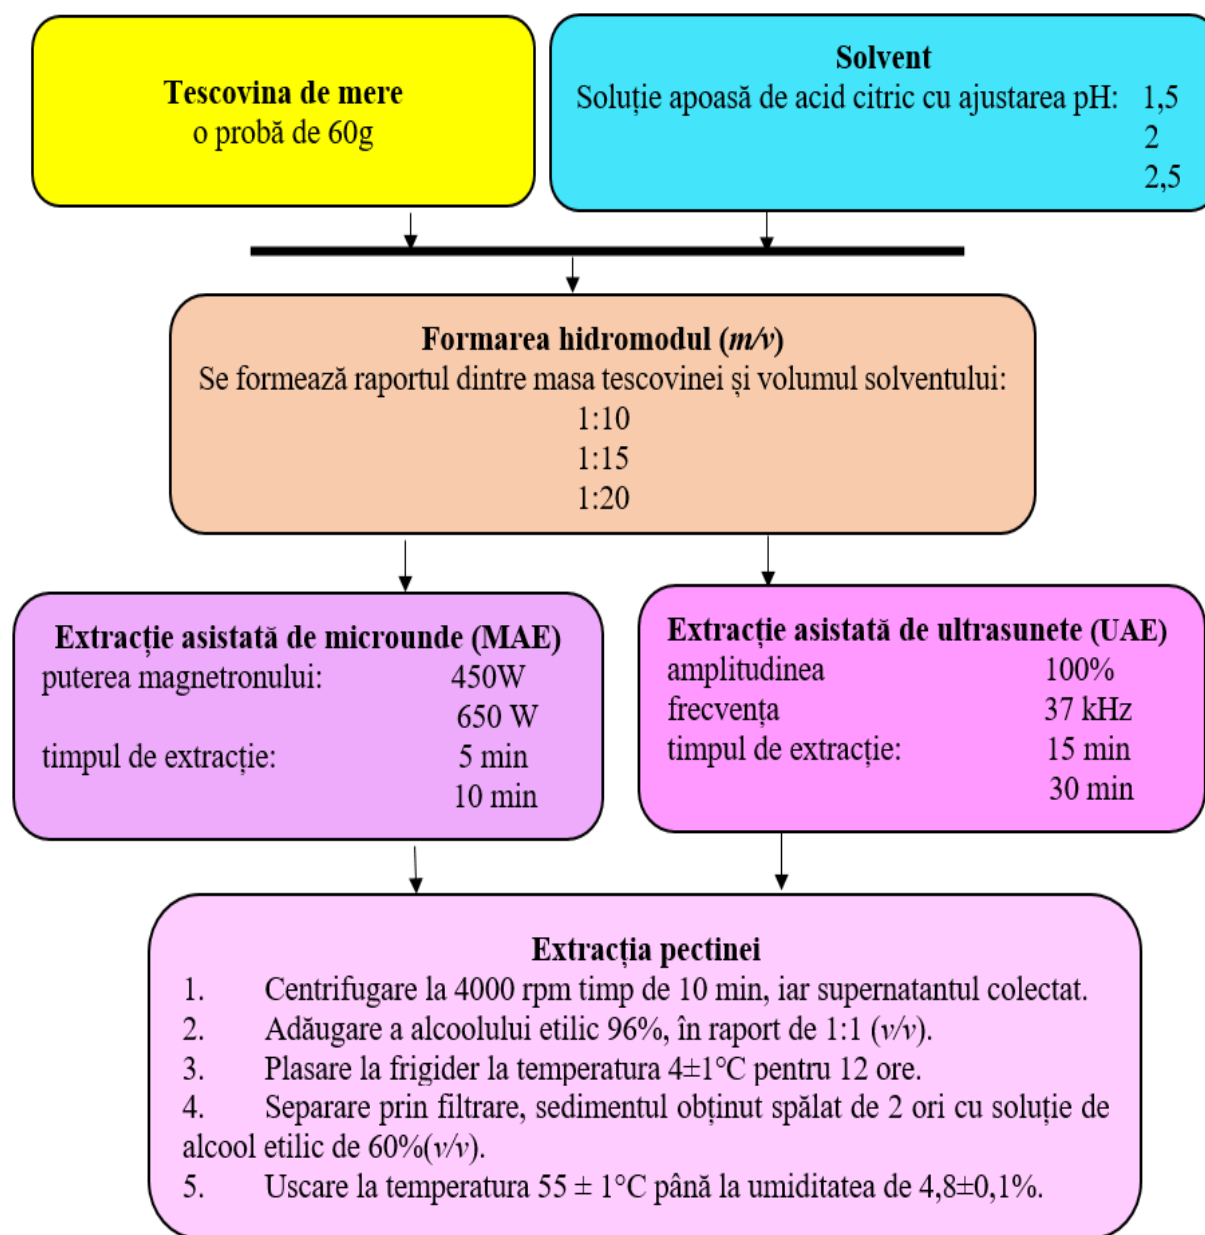 Tescovina de mere
o probă de 60g
Solvent
Soluție apoasă de acid citric cu ajustarea pH: 1,5
2
2,5
Formarea hidromodul (m/v)
Se formează raportul dintre masa tescovinei și volumul solventului:
1:10
1:15
1:20
Extracție asistată de microunde (MAE)
puterea magnetronului: 450W
650 W
timpul de extracție: 5 min
10 min
Extracție asistată de ultrasunete (UAE)
amplitudinea 100%
frecvența 37 kHz
timpul de extracție: 15 min
30 min
Extracția pectinei
1. Centrifugare la 4000 rpm timp de 10 min, iar supernatantul colectat.
2. Adăugare a alcoolului etilic 96%, în raport de 1:1 (v/v).
3. Plasare la frigider la temperatura 4±1°C pentru 12 ore.
4. Separare prin filtrare, sedimentul obținut spălat de 2 ori cu soluție de
alcool etilic de 60%(v/v).
5. Uscare la temperatura 55 ± 1°C până la umiditatea de 4,8±0,1%.